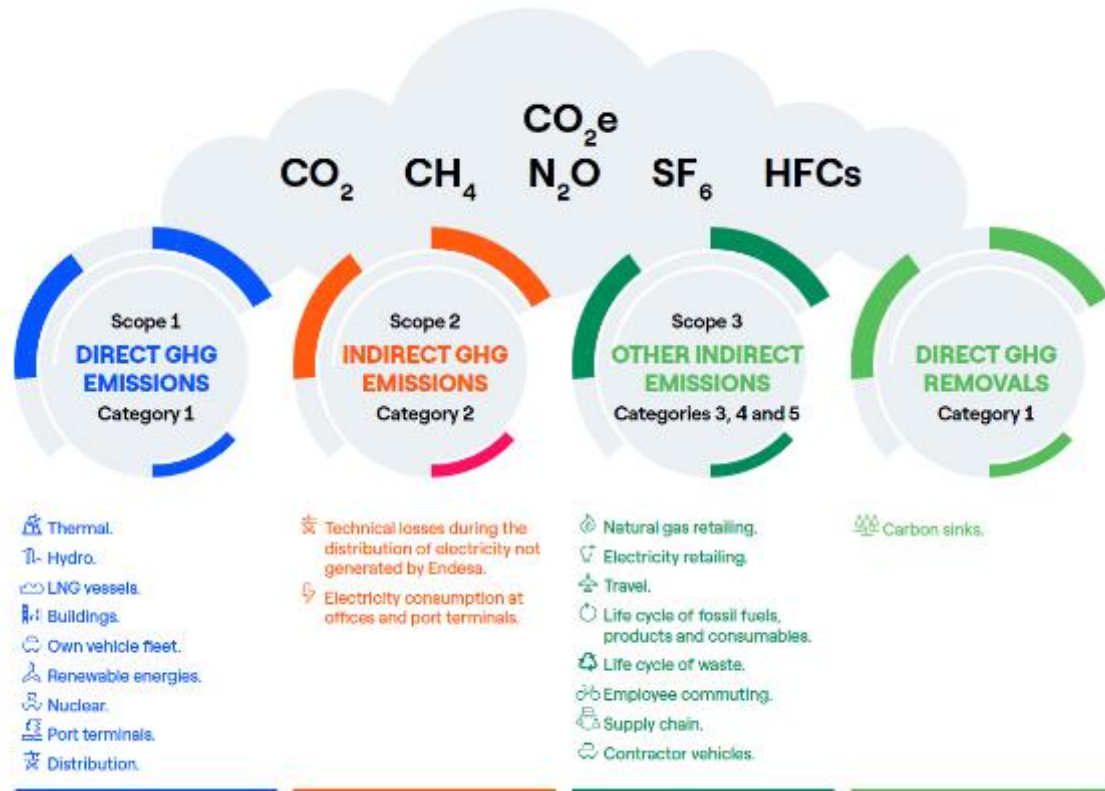 CO₂e
CO₂ CH₄ N₂O SF₆ HFCs
Scope 1
DIRECT GHG
EMISSIONS
Category 1
Scope 2
INDIRECT GHG
EMISSIONS
Category 2
Scope 3
OTHER INDIRECT
EMISSIONS
Categories 3, 4 and 5
DIRECT GHG
REMOVALS
Category 1
Thermal.
Hydro.
LNG vessels.
Buildings.
Own vehicle fleet.
Renewable energies.
Nuclear.
Port terminals.
Distribution.
Technical losses during the
distribution of electricity not
generated by Endesa.
Electricity consumption at
offices and port terminals.
Natural gas retailing.
Electricity retailing.
Travel.
Life cycle of fossil fuels,
products and consumables.
Life cycle of waste.
Employee commuting.
Supply chain.
Contractor vehicles.
Carbon sinks.